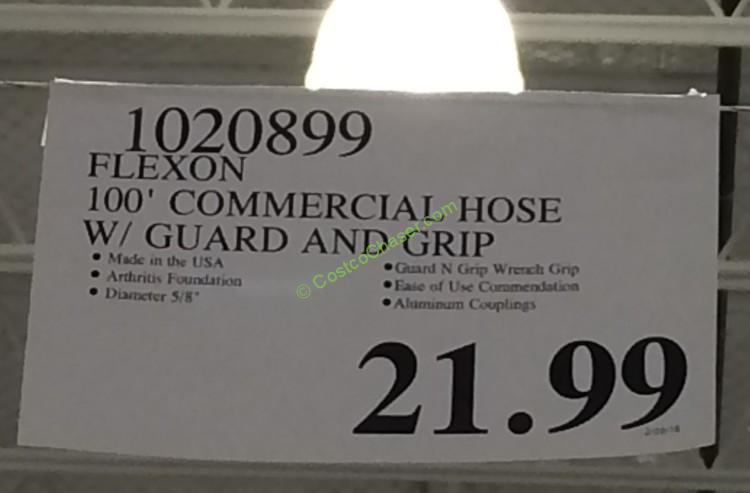 1020899
FLEXON
100' COMMERCIAL HOSE
W/ GUARD AND GRIP
• Made in the USA
• Arthritis Foundation
• Diameter 5/8"
• Guard N Grip Wrench Grip
• Ease of Use Commendation
• Aluminum Couplings
© CostcoChaser.com
21.99